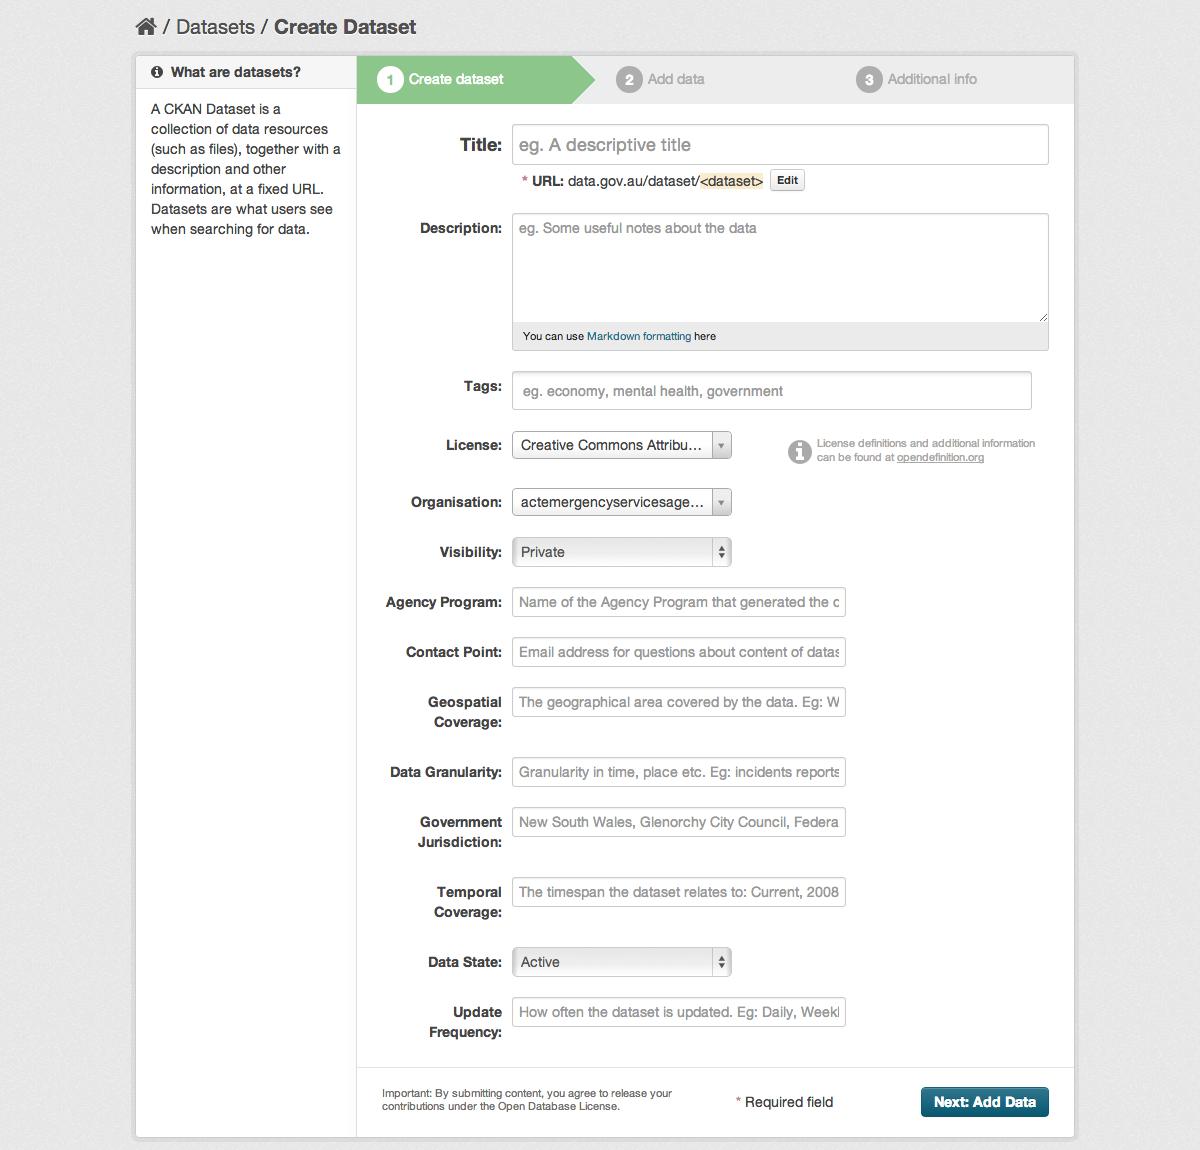 / Datasets / Create Dataset
What are datasets?
A CKAN Dataset is a
collection of data resources
(such as files), together with a
description and other
information, at a fixed URL.
Datasets are what users see
when searching for data.
1 Create dataset
2 Add data
3 Additional info
Title: eg. A descriptive title
* URL: data.gov.au/dataset/<dataset> Edit
Description: eg. Some useful notes about the data
You can use Markdown formatting here
Tags: eg. economy, mental health, government
License: Creative Commons Attribu...
License definitions and additional information
can be found at opendefinition.org
Organisation: actemergencyservicesage...
Visibility: Private
Agency Program: Name of the Agency Program that generated the
Contact Point: Email address for questions about content of datas
Geospatial
Coverage:
The geographical area covered by the data. Eg: W
Data Granularity: Granularity in time, place etc. Eg: incidents reports
Government
Jurisdiction:
New South Wales, Glenorchy City Council, Federa
Temporal
Coverage:
The timespan the dataset relates to: Current, 2008
Data State: Active
Update
Frequency:
How often the dataset is updated. Eg: Daily, Weekl
Important: By submitting content, you agree to release your
contributions under the Open Database License.
* Required field
Next: Add Data